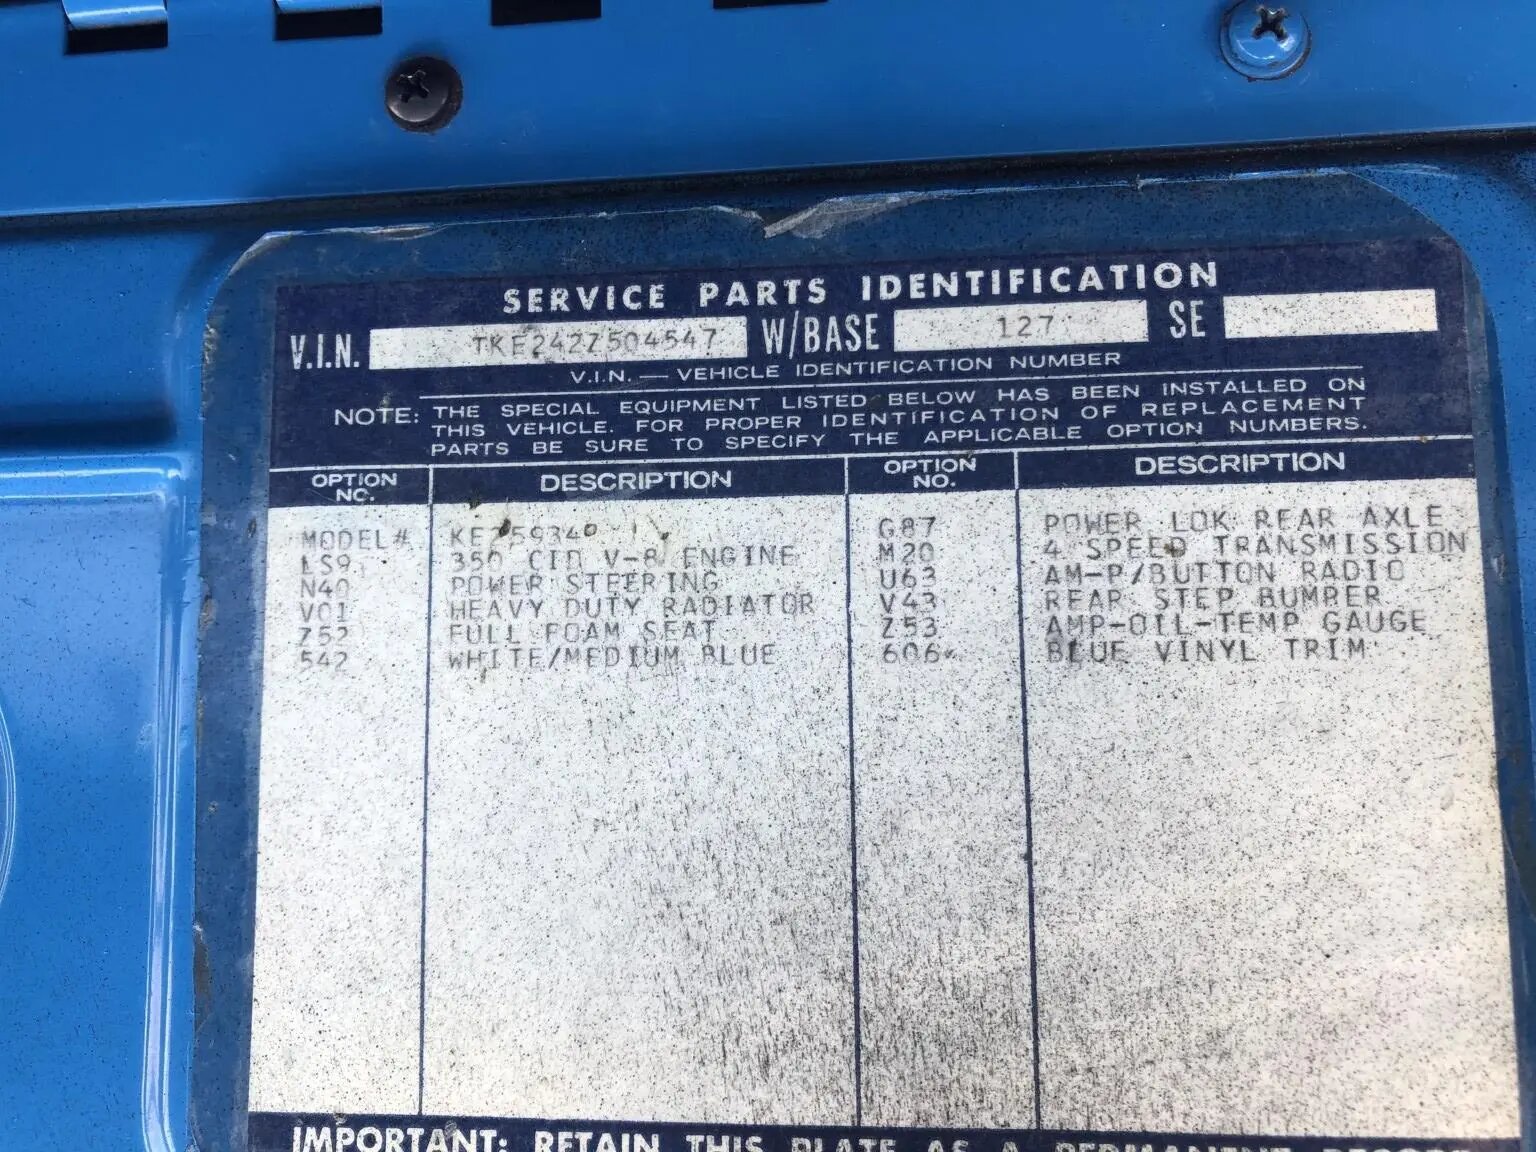 SERVICE PARTS IDENTIFICATION
V.I.N. TKE242Z504547 W/BASE 127 SE
V.I.N. — VEHICLE IDENTIFICATION NUMBER
NOTE: THE SPECIAL EQUIPMENT LISTED BELOW HAS BEEN INSTALLED ON
THIS VEHICLE. FOR PROPER IDENTIFICATION OF REPLACEMENT
PARTS BE SURE TO SPECIFY THE APPLICABLE OPTION NUMBERS.
OPTION NO. DESCRIPTION OPTION NO. DESCRIPTION
MODEL# KE25934 G87 POWER LOK REAR AXLE
LS9 350 CID V-8 ENGINE M20 4 SPEED TRANSMISSION
N40 POWER STEERING U63 AM-P/BUTTON RADIO
V01 HEAVY DUTY RADIATOR V43 REAR STEP BUMPER
Z52 FULL FOAM SEAT Z53 AMP-OIL-TEMP GAUGE
542 WHITE/MEDIUM BLUE 606 BLUE VINYL TRIM
IMPORTANT: RETAIN THIS PLATE AS A PERMANENT RECORD